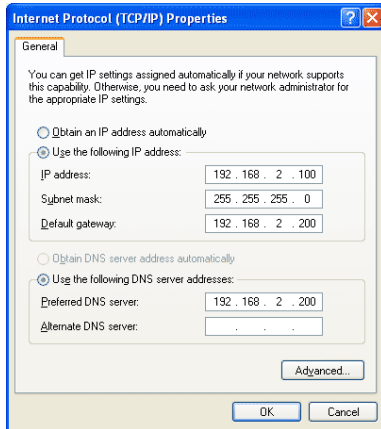 Internet Protocol (TCP/IP) Properties
General
You can get IP settings assigned automatically if your network supports
this capability. Otherwise, you need to ask your network administrator for
the appropriate IP settings.
Obtain an IP address automatically
Use the following IP address:
IP address: 192 . 168 . 2 . 100
Subnet mask: 255 . 255 . 255 . 0
Default gateway: 192 . 168 . 2 . 200
Obtain DNS server address automatically
Use the following DNS server addresses:
Preferred DNS server: 192 . 168 . 2 . 200
Alternate DNS server: . . .
Advanced...
OK Cancel